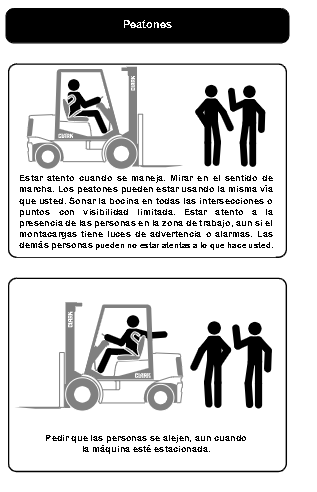 Peatones
CLARK
CLARK
Estar atento cuando se maneja. Mirar en el sentido de
marcha. Los peatones pueden estar usando la misma vía
que usted. Sonar la bocina en todas las intersecciones o
puntos con visibilidad limitada. Estar atento a la
presencia de las personas en la zona de trabajo, aun si el
montacargas tiene luces de advertencia o alarmas. Las
demás personas pueden no estar atentas a lo que hace usted.
CLARK
CLARK
Pedir que las personas se alejen, aun cuando
la máquina esté estacionada.